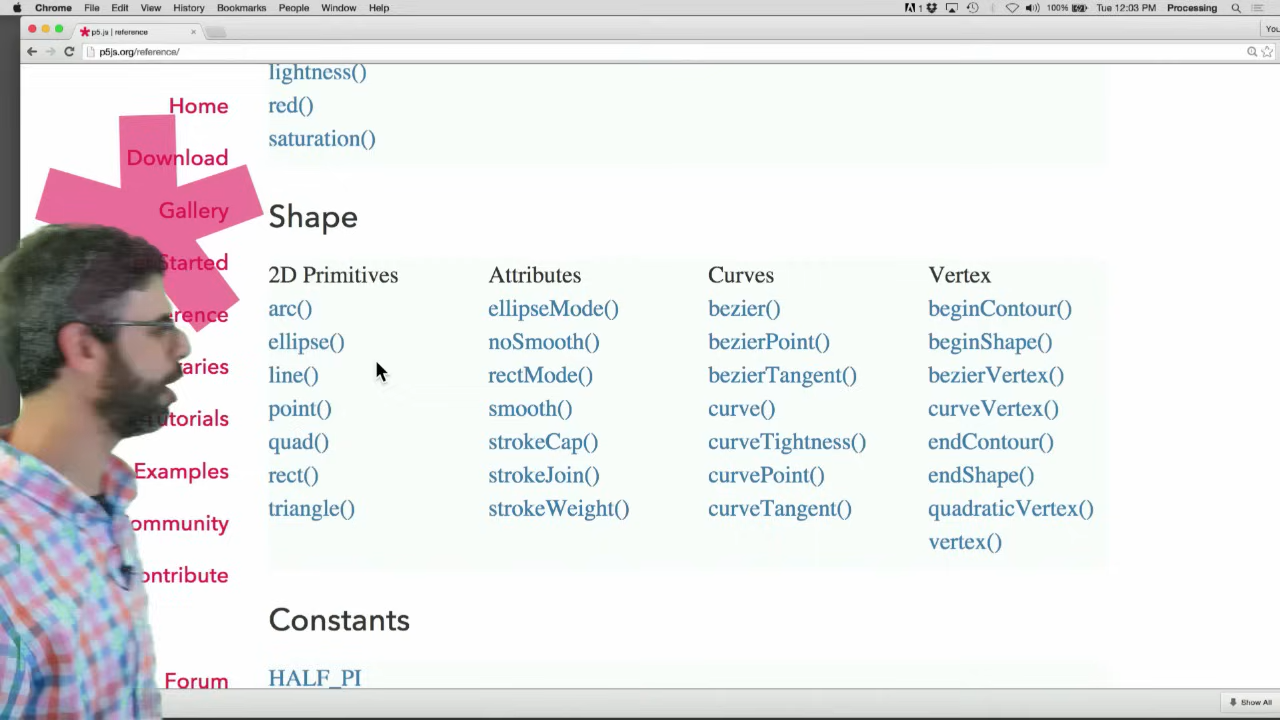 Chrome File Edit View History Bookmarks People Window Help 1 100% Tue 12:03 PM Processing
p5.js | reference
You
p5js.org/reference/
lightness()
red()
saturation()
Home
Download
Gallery
Started
erence
aries
utorials
Examples
ommunity
ontribute
Forum
Shape
2D Primitives
arc()
ellipse()
line()
point()
quad()
rect()
triangle()
Attributes
ellipseMode()
noSmooth()
rectMode()
smooth()
strokeCap()
strokeJoin()
strokeWeight()
Curves
bezier()
bezierPoint()
bezierTangent()
curve()
curveTightness()
curvePoint()
curveTangent()
Vertex
beginContour()
beginShape()
bezierVertex()
curveVertex()
endContour()
endShape()
quadraticVertex()
vertex()
Constants
HALF_PI
Show All